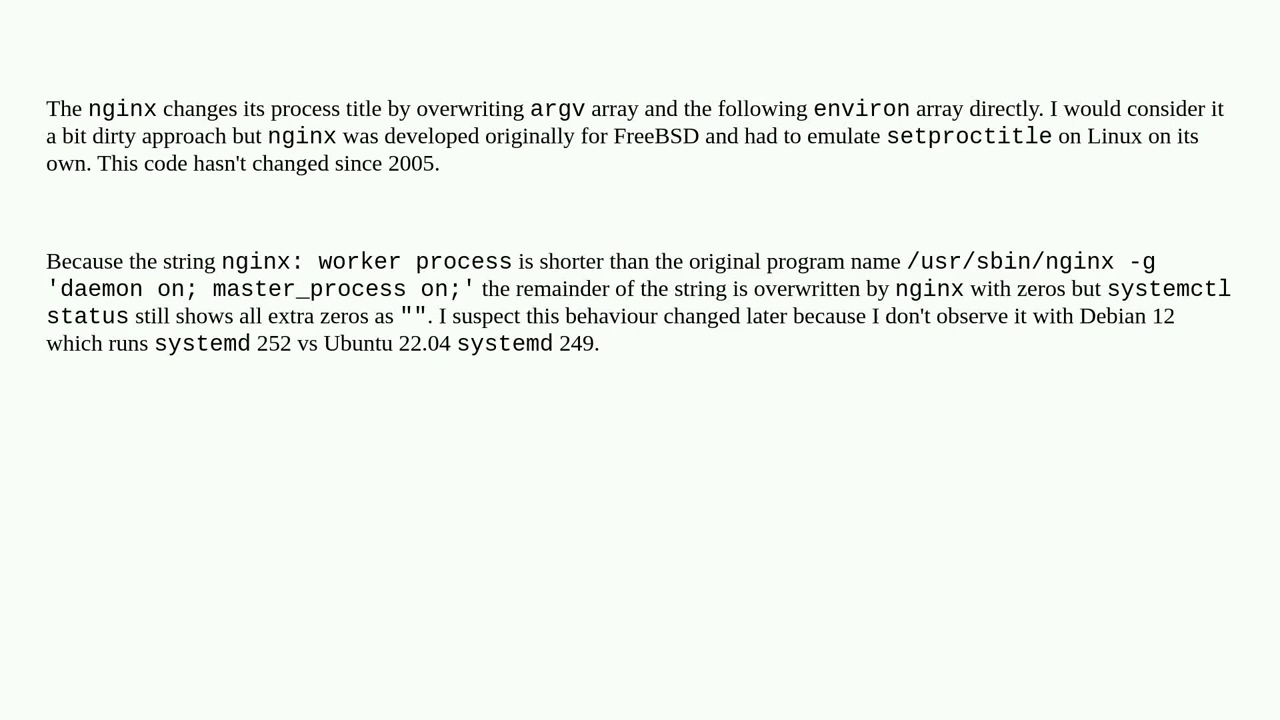 The nginx changes its process title by overwriting argv array and the following environ array directly. I would consider it
a bit dirty approach but nginx was developed originally for FreeBSD and had to emulate setproctitle on Linux on its
own. This code hasn't changed since 2005.
Because the string nginx: worker process is shorter than the original program name /usr/sbin/nginx -g
'daemon on; master_process on;' the remainder of the string is overwritten by nginx with zeros but systemctl
status still shows all extra zeros as "". I suspect this behaviour changed later because I don't observe it with Debian 12
which runs systemd 252 vs Ubuntu 22.04 systemd 249.